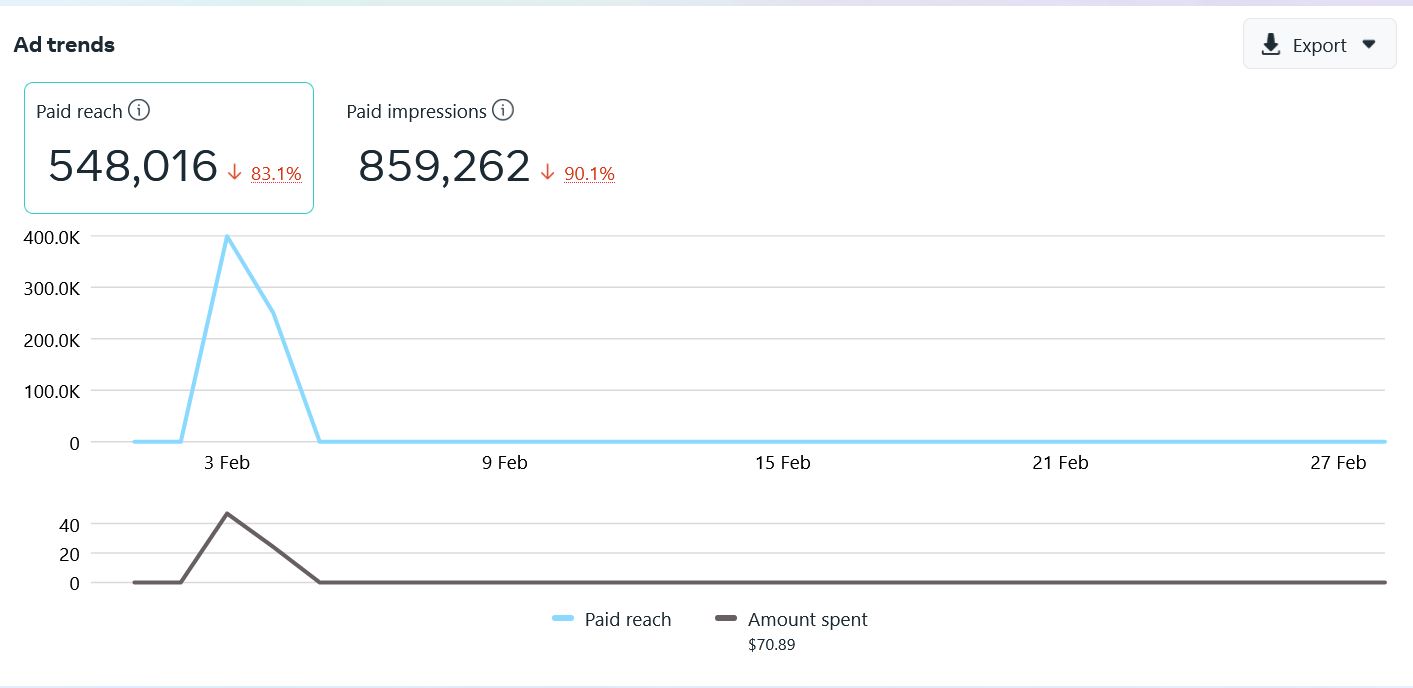 Ad trends
Export
Paid reach
548,016 ↓ 83.1%
Paid impressions
859,262 ↓ 90.1%
400.0K
300.0K
200.0K
100.0K
0
3 Feb 9 Feb 15 Feb 21 Feb 27 Feb
40
20
0
Paid reach
Amount spent
$70.89